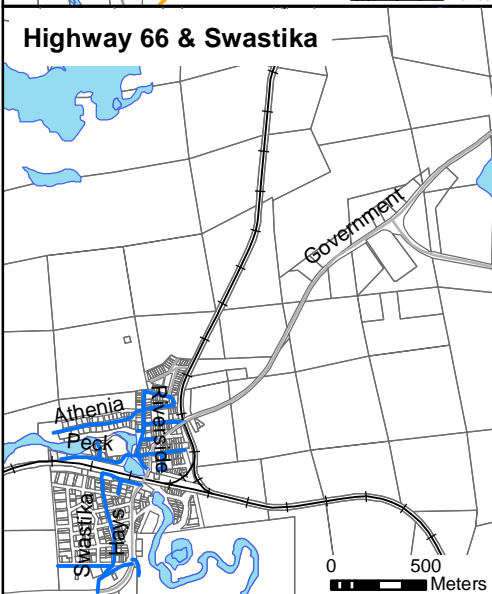 Highway 66 & Swastika
Government
Riverside
Athenia
Peck
Swastika
Hays
0 500
Meters